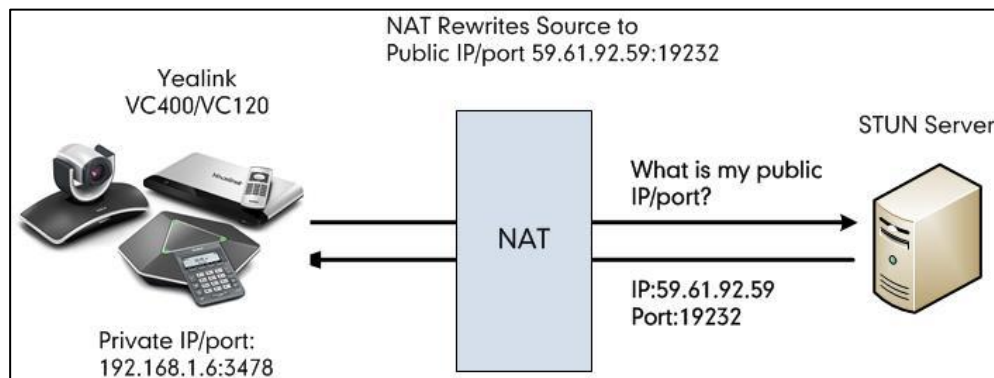 NAT Rewrites Source to
Public IP/port 59.61.92.59:19232
Yealink
VC400/VC120
STUN Server
Yealink
What is my public
IP/port?
NAT
IP:59.61.92.59
Port:19232
Private IP/port:
192.168.1.6:3478